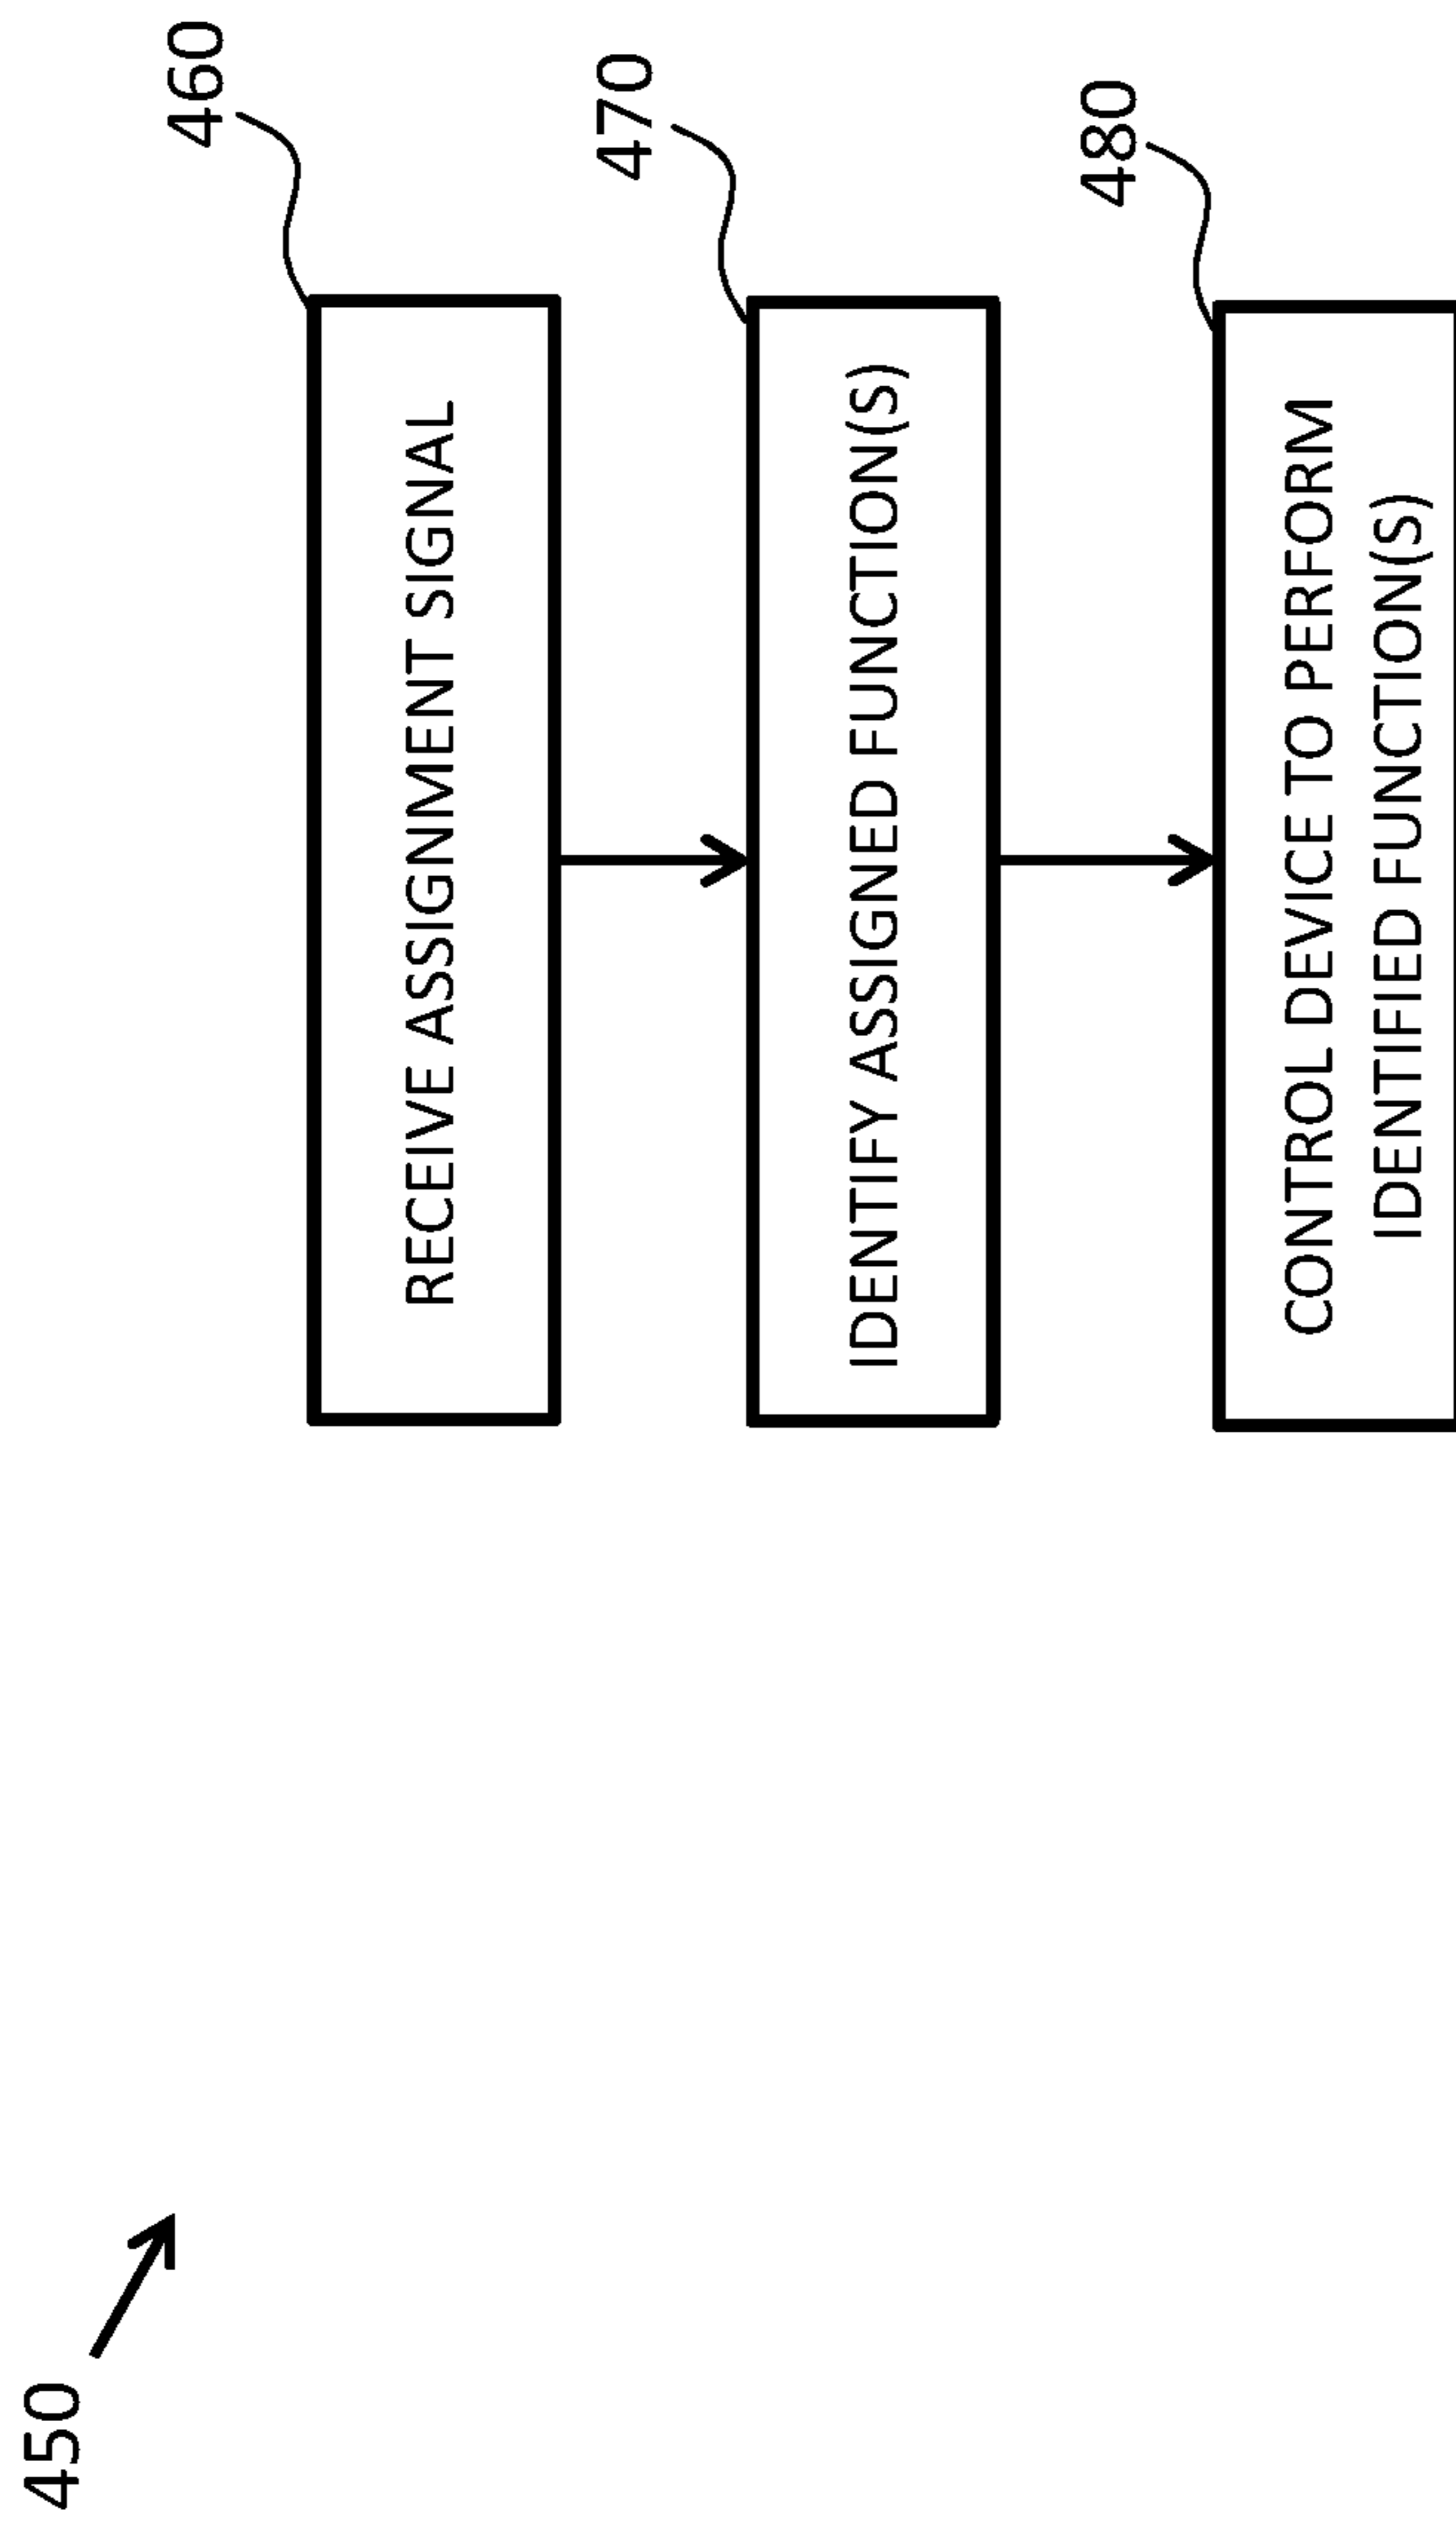 450
460
RECEIVE ASSIGNMENT SIGNAL
470
IDENTIFY ASSIGNED FUNCTION(S)
480
CONTROL DEVICE TO PERFORM
IDENTIFIED FUNCTION(S)